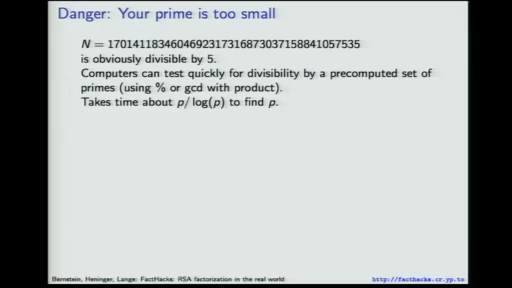 Danger: Your prime is too small
N = 1701411834604692317316873037158841057535
is obviously divisible by 5.
Computers can test quickly for divisibility by a precomputed set of
primes (using % or gcd with product).
Takes time about p/ log(p) to find p.
Bernstein, Heninger, Lange: FactHacks: RSA factorization in the real world
http://facthacks.cr.yp.to